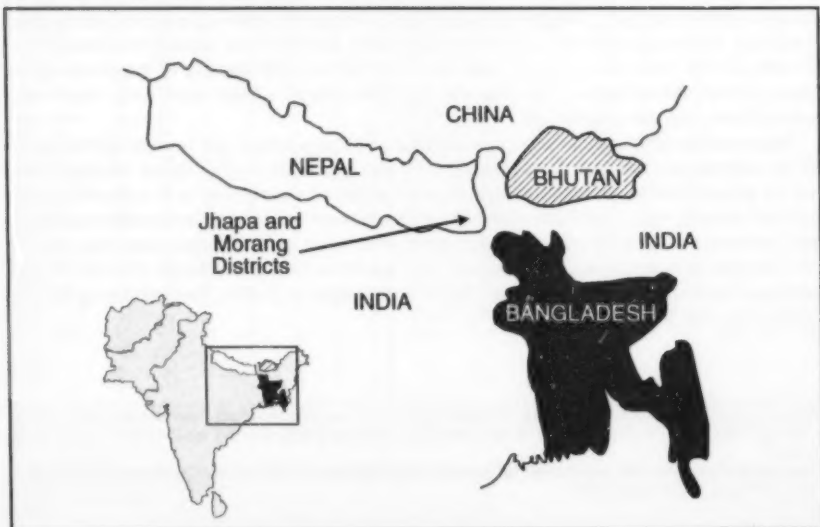 CHINA
NEPAL
BHUTAN
Jhapa and
Morang
Districts
INDIA
INDIA
BANGLADESH